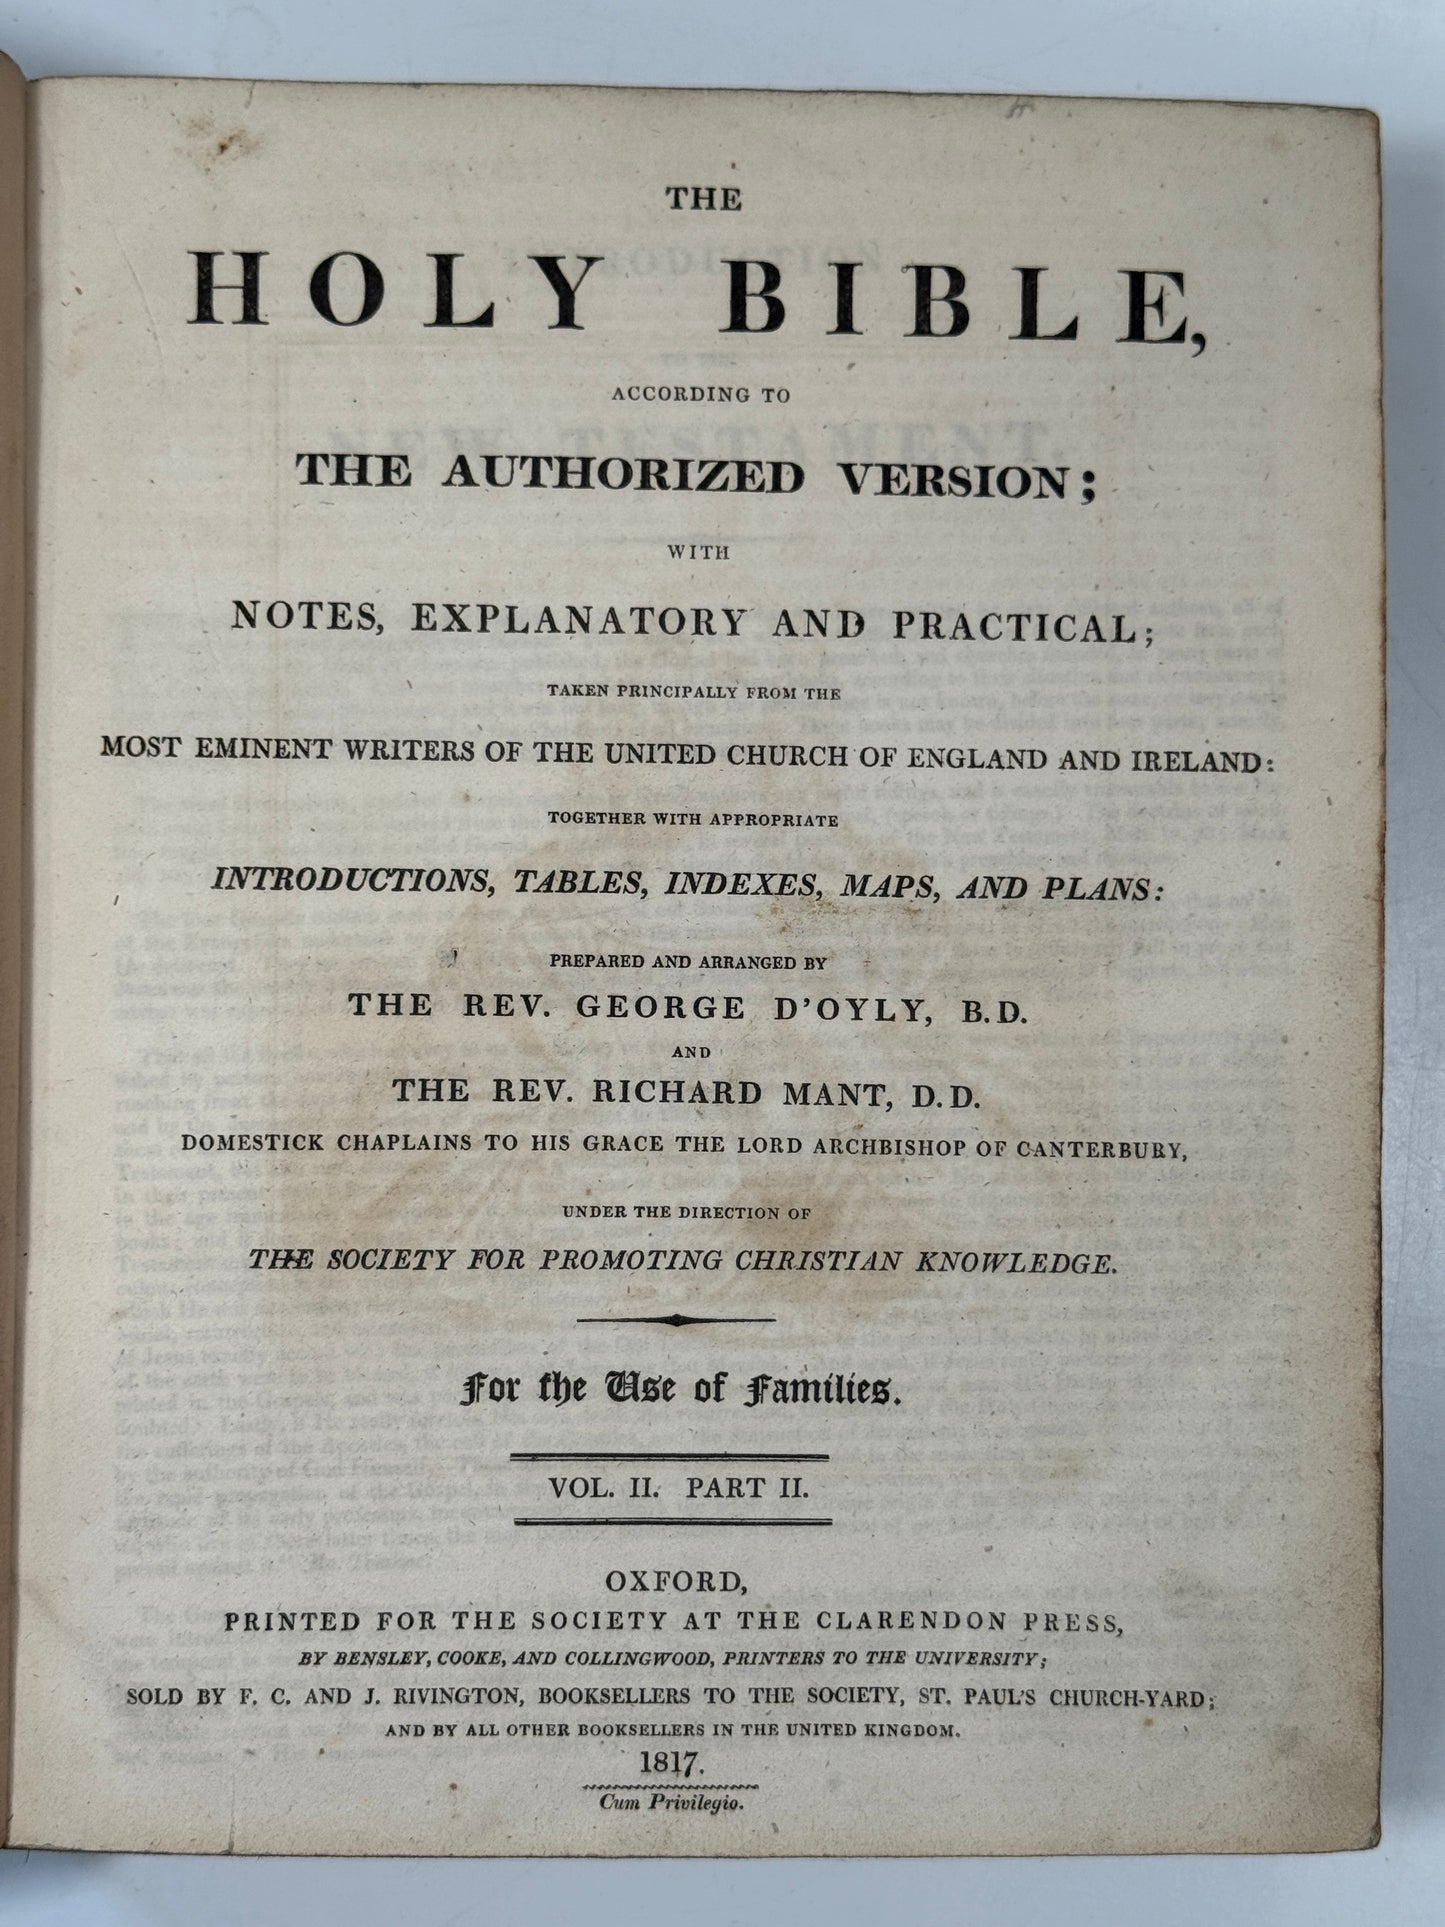 THE
HOLY BIBLE,
ACCORDING TO
THE AUTHORIZED VERSION;
WITH
NOTES, EXPLANATORY AND PRACTICAL;
TAKEN PRINCIPALLY FROM THE
MOST EMINENT WRITERS OF THE UNITED CHURCH OF ENGLAND AND IRELAND:
TOGETHER WITH APPROPRIATE
INTRODUCTIONS, TABLES, INDEXES, MAPS, AND PLANS:
PREPARED AND ARRANGED BY
THE REV. GEORGE D'OYLY, B.D.
AND
THE REV. RICHARD MANT, D.D.
DOMESTICK CHAPLAINS TO HIS GRACE THE LORD ARCHBISHOP OF CANTERBURY,
UNDER THE DIRECTION OF
THE SOCIETY FOR PROMOTING CHRISTIAN KNOWLEDGE.
For the Use of Families.
VOL. II. PART II.
OXFORD,
PRINTED FOR THE SOCIETY AT THE CLARENDON PRESS,
BY BENSLEY, COOKE, AND COLLINGWOOD, PRINTERS TO THE UNIVERSITY;
SOLD BY F. C. AND J. RIVINGTON, BOOKSELLERS TO THE SOCIETY, ST. PAUL'S CHURCH-YARD;
AND BY ALL OTHER BOOKSELLERS IN THE UNITED KINGDOM.
1817.
Cum Privilegio.